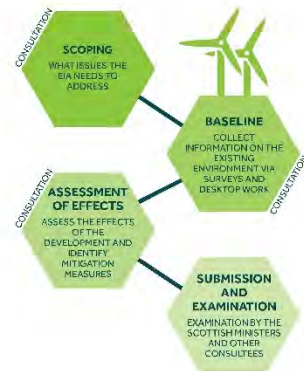 CONSULTATION
SCOPING
WHAT ISSUES THE
EIA NEEDS TO
ADDRESS
BASELINE
COLLECT
INFORMATION ON THE
EXISTING
ENVIRONMENT VIA
SURVEYS AND
DESKTOP WORK
CONSULTATION
CONSULTATION
ASSESSMENT
OF EFFECTS
ASSESS THE EFFECTS
OF THE
DEVELOPMENT AND
IDENTIFY
MITIGATION
MEASURES
SUBMISSION
AND
EXAMINATION
EXAMINATION BY THE
SCOTTISH MINISTERS
AND OTHER
CONSULTEES